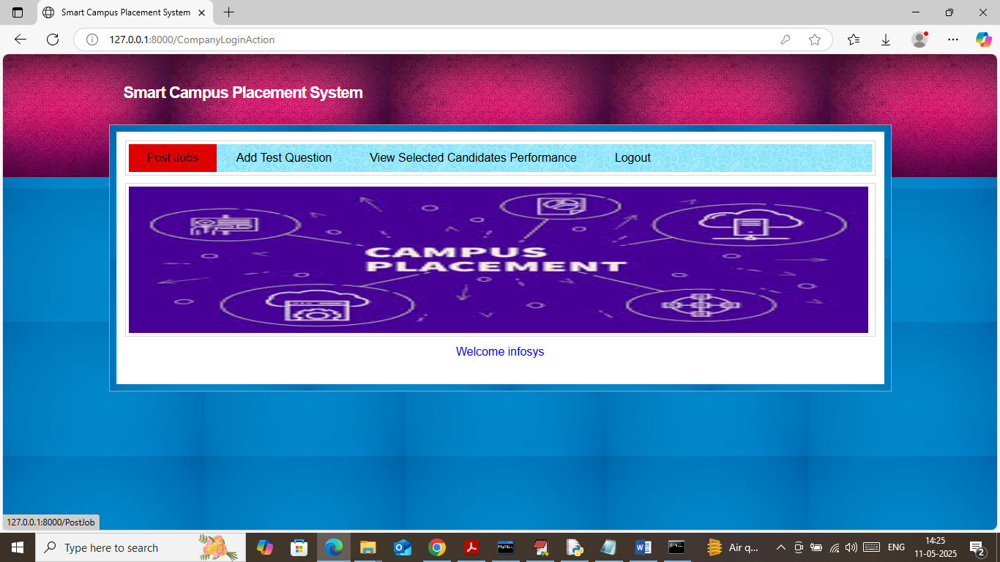 Smart Campus Placement System
127.0.0.1:8000/CompanyLoginAction
Smart Campus Placement System
Post Jobs Add Test Question View Selected Candidates Performance Logout
CAMPUS
PLACEMENT
Welcome infosys
127.0.0.1:8000/PostJob
Type here to search
Air q...
ENG
14:25
11-05-2025
2